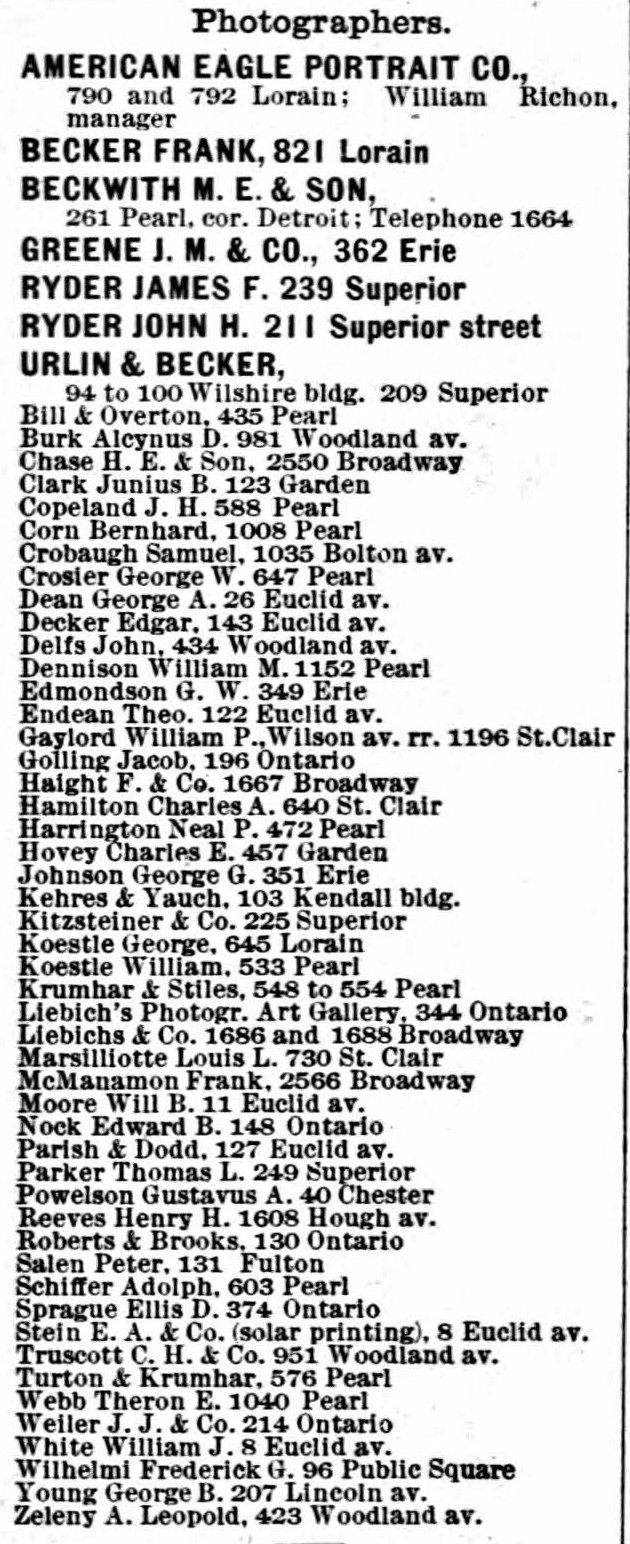 Photographers.
AMERICAN EAGLE PORTRAIT CO.,
790 and 792 Lorain; William Richon,
manager
BECKER FRANK, 821 Lorain
BECKWITH M. E. & SON,
261 Pearl, cor. Detroit; Telephone 1664
GREENE J. M. & CO., 362 Erie
RYDER JAMES F. 239 Superior
RYDER JOHN H. 211 Superior street
URLIN & BECKER,
94 to 100 Wilshire bldg. 209 Superior
Bill & Overton, 435 Pearl
Burk Alcynus D. 981 Woodland av.
Chase H. E. & Son, 2550 Broadway
Clark Junius B. 123 Garden
Copeland J. H. 588 Pearl
Corn Bernhard, 1008 Pearl
Crobaugh Samuel, 1035 Bolton av.
Crosier George W. 647 Pearl
Dean George A. 26 Euclid av.
Decker Edgar, 143 Euclid av.
Delfs John, 434 Woodland av.
Dennison William M. 1152 Pearl
Edmondson G. W. 349 Erie
Endean Theo. 122 Euclid av.
Gaylord William P., Wilson av. rr. 1196 St.Clair
Golling Jacob, 196 Ontario
Haight F. & Co. 1667 Broadway
Hamilton Charles A. 640 St. Clair
Harrington Neal P. 472 Pearl
Hovey Charles E. 457 Garden
Johnson George G. 351 Erie
Kehres & Yauch, 103 Kendall bldg.
Kitzsteiner & Co. 225 Superior
Koestle George, 645 Lorain
Koestle William, 533 Pearl
Krumhar & Stiles, 548 to 554 Pearl
Liebich's Photogr. Art Gallery, 344 Ontario
Liebichs & Co. 1686 and 1688 Broadway
Marsilliotte Louis L. 730 St. Clair
McManamon Frank, 2566 Broadway
Moore Will B. 11 Euclid av.
Nock Edward B. 148 Ontario
Parish & Dodd, 127 Euclid av.
Parker Thomas L. 249 Superior
Powelson Gustavus A. 40 Chester
Reeves Henry H. 1608 Hough av.
Roberts & Brooks, 130 Ontario
Salen Peter, 131 Fulton
Schiffer Adolph, 603 Pearl
Sprague Ellis D. 374 Ontario
Stein E. A. & Co. (solar printing), 8 Euclid av.
Truscott C. H. & Co. 951 Woodland av.
Turton & Krumhar, 576 Pearl
Webb Theron E. 1040 Pearl
Weiler J. J. & Co. 214 Ontario
White William J. 8 Euclid av.
Wilhelmi Frederick G. 96 Public Square
Young George B. 207 Lincoln av.
Zeleny A. Leopold, 423 Woodland av.